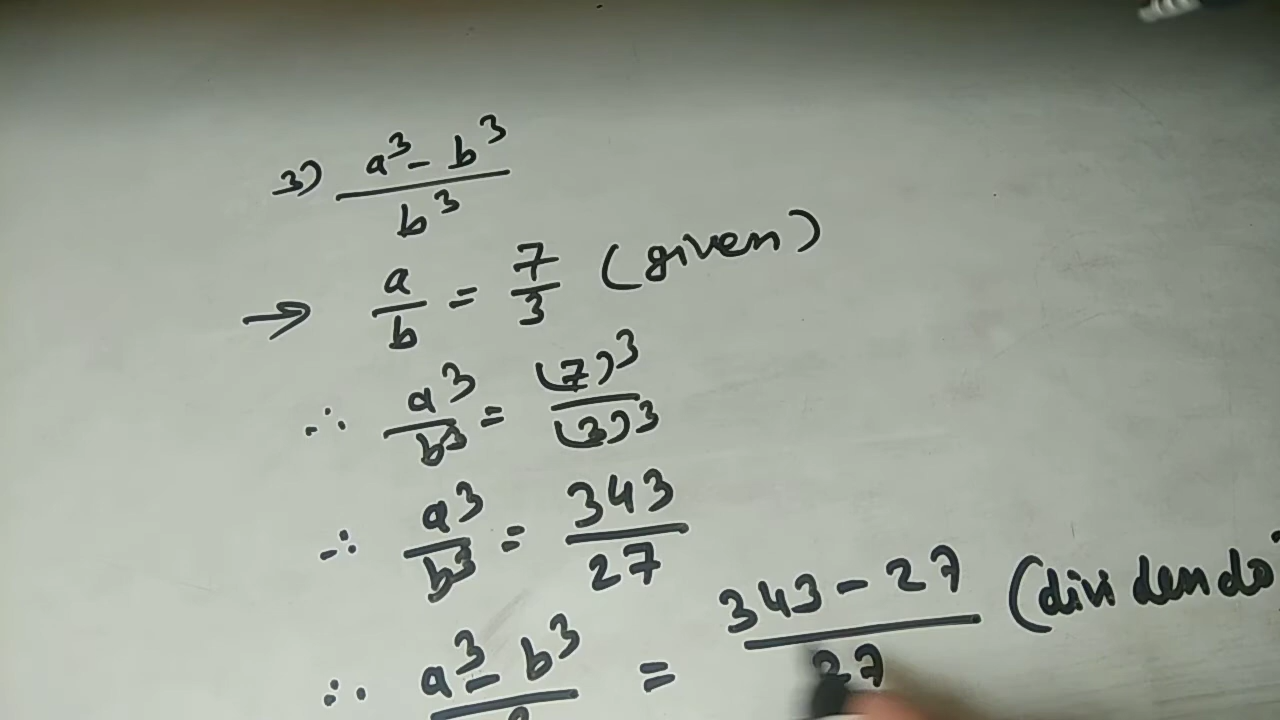 3) a³ - b³ / b³
→ a/b = 7/3 (given)
∴ a³/b³ = (7)³/(3)³
∴ a³/b³ = 343/27
∴ a³ - b³ / = 343 - 27 / 27 (dividendo